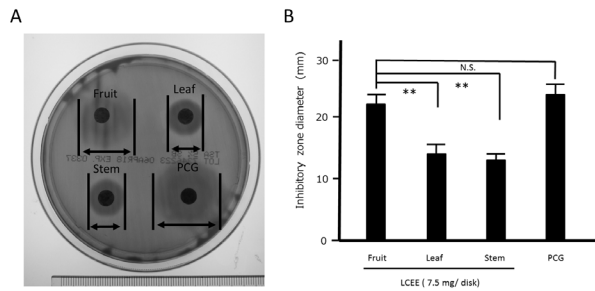 A
B
Fruit
Leaf
Stem
PCG
Inhibitory zone diameter (mm)
30
20
10
0
N.S.
**
**
Fruit
Leaf
Stem
PCG
LCEE ( 7.5 mg/ disk)